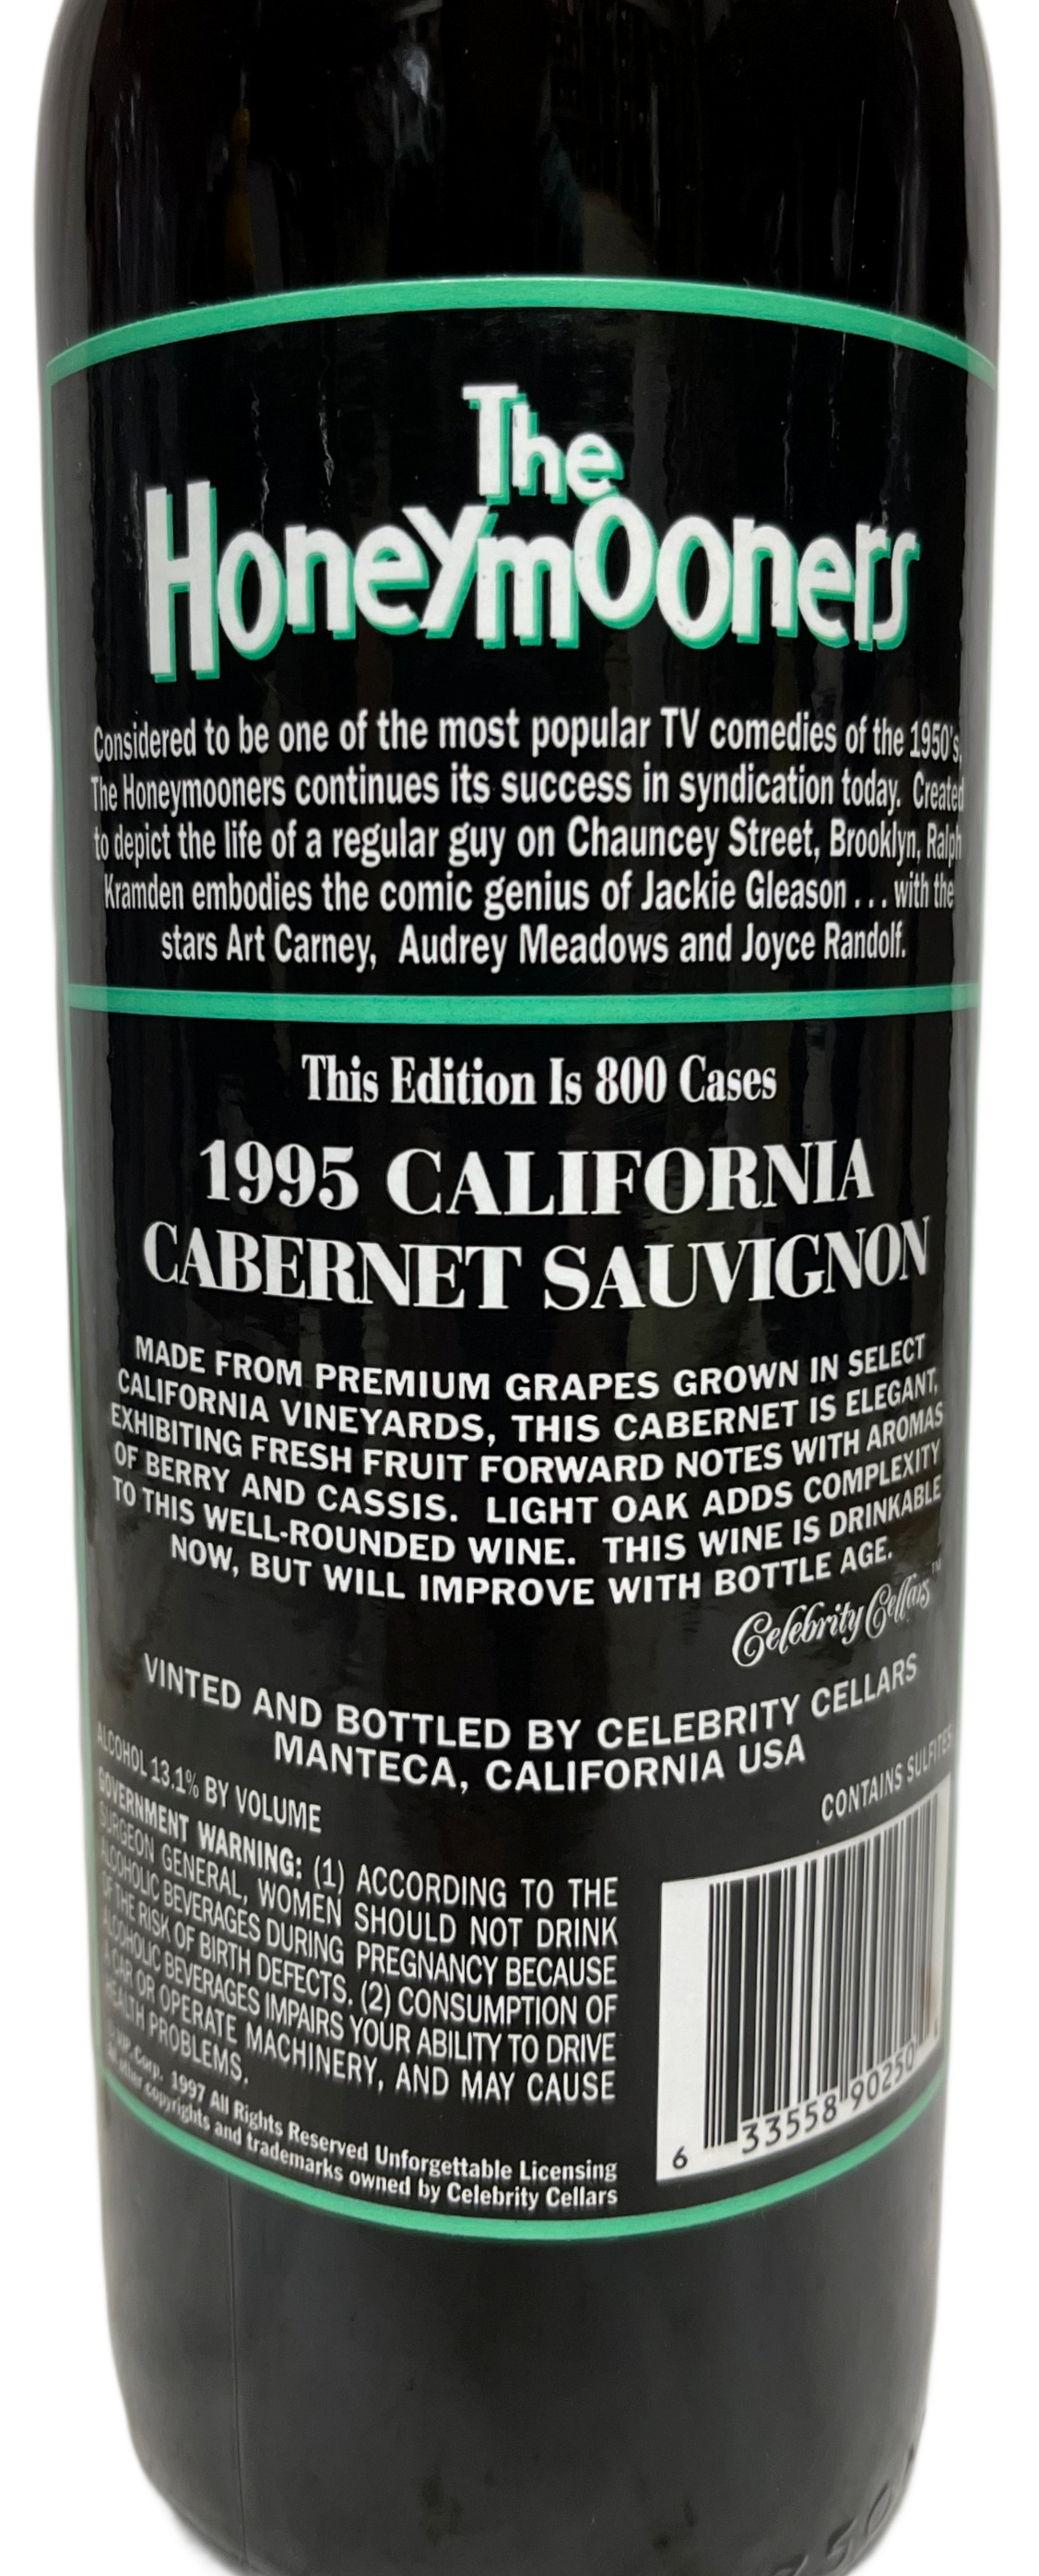 The
HoneymOoners
Considered to be one of the most popular TV comedies of the 1950's.
The Honeymooners continues its success in syndication today. Created
to depict the life of a regular guy on Chauncey Street, Brooklyn, Ralph
Kramden embodies the comic genius of Jackie Gleason . . . with the
stars Art Carney, Audrey Meadows and Joyce Randolf.
This Edition Is 800 Cases
1995 CALIFORNIA
CABERNET SAUVIGNON
MADE FROM PREMIUM GRAPES GROWN IN SELECT
CALIFORNIA VINEYARDS, THIS CABERNET IS ELEGANT,
EXHIBITING FRESH FRUIT FORWARD NOTES WITH AROMAS
OF BERRY AND CASSIS. LIGHT OAK ADDS COMPLEXITY
TO THIS WELL-ROUNDED WINE. THIS WINE IS DRINKABLE
NOW, BUT WILL IMPROVE WITH BOTTLE AGE.
Celebrity Cellars™
VINTED AND BOTTLED BY CELEBRITY CELLARS
MANTECA, CALIFORNIA USA
ALCOHOL 13.1% BY VOLUME
CONTAINS SULFITES
GOVERNMENT WARNING: (1) ACCORDING TO THE
SURGEON GENERAL, WOMEN SHOULD NOT DRINK
ALCOHOLIC BEVERAGES DURING PREGNANCY BECAUSE
OF THE RISK OF BIRTH DEFECTS. (2) CONSUMPTION OF
ALCOHOLIC BEVERAGES IMPAIRS YOUR ABILITY TO DRIVE
A CAR OR OPERATE MACHINERY, AND MAY CAUSE
HEALTH PROBLEMS.
Corp. 1997 All Rights Reserved Unforgettable Licensing
copyrights and trademarks owned by Celebrity Cellars
6 33558 90250